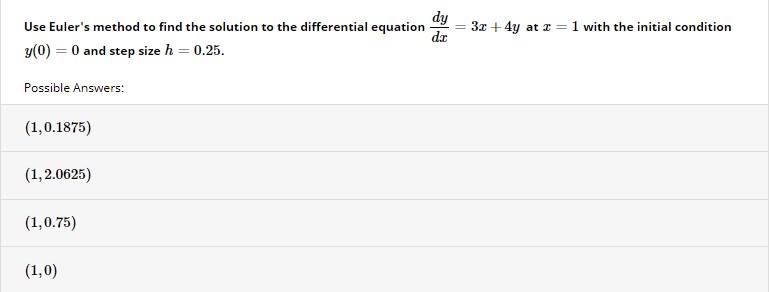 Use Euler's method to find the solution to the differential equation dy/dx = 3x + 4y at x = 1 with the initial condition
y(0) = 0 and step size h = 0.25.
Possible Answers:
(1, 0.1875)
(1, 2.0625)
(1, 0.75)
(1, 0)